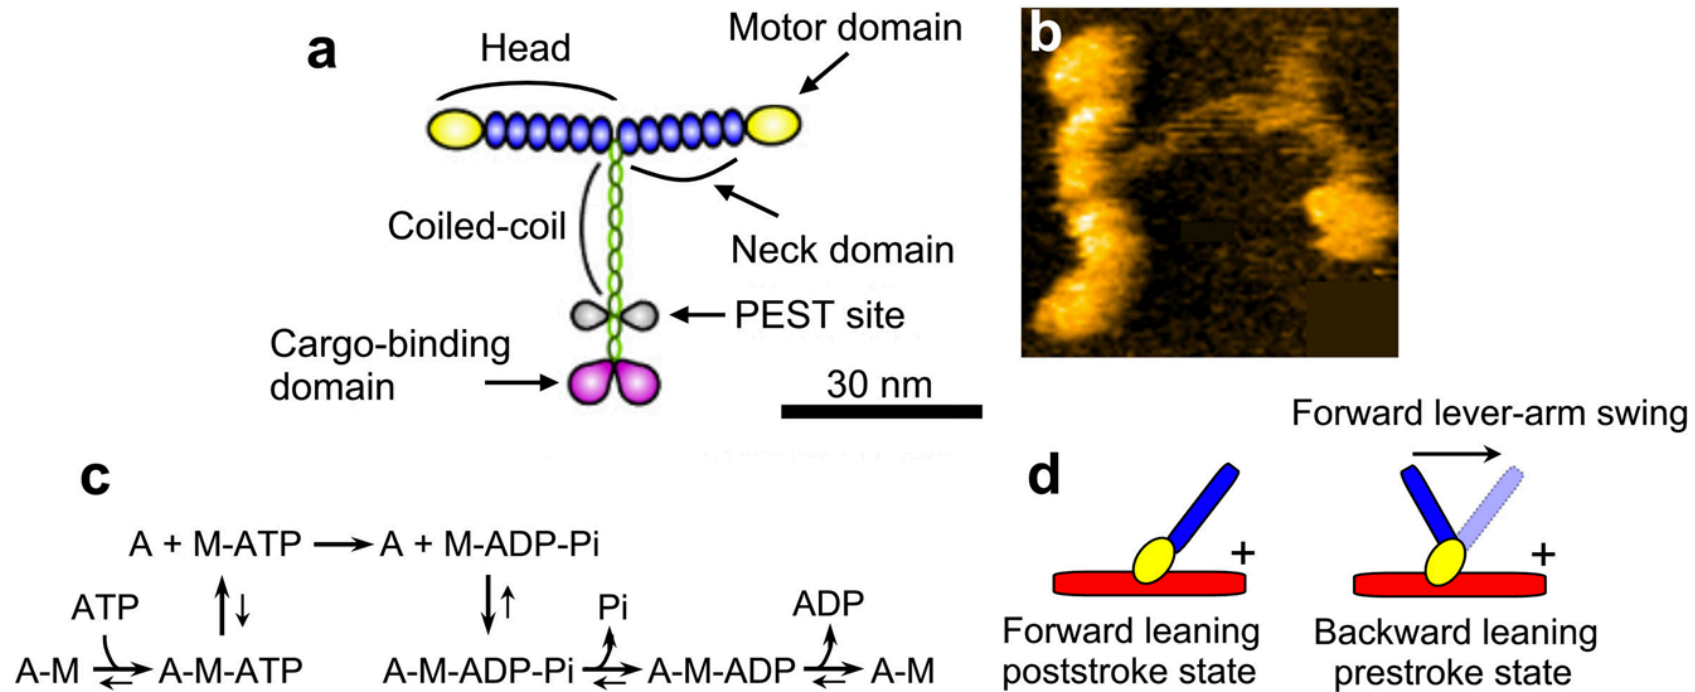 a
Head
Motor domain
Coiled-coil
Neck domain
PEST site
Cargo-binding
domain
30 nm
b
c
A + M-ATP
A + M-ADP-Pi
ATP
Pi
ADP
A-M
A-M-ATP
A-M-ADP-Pi
A-M-ADP
A-M
d
Forward lever-arm swing
+
+
Forward leaning
poststroke state
Backward leaning
prestroke state